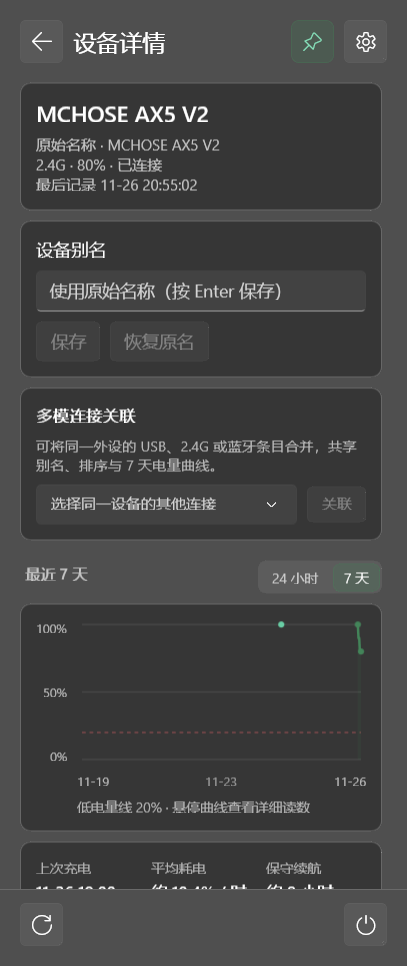 设备详情
MCHOSE AX5 V2
原始名称 · MCHOSE AX5 V2
2.4G · 80% · 已连接
最后记录 11-26 20:55:02
设备别名
使用原始名称（按 Enter 保存）
保存 恢复原名
多模连接关联
可将同一外设的 USB、2.4G 或蓝牙条目合并，共享
别名、排序与 7 天电量曲线。
选择同一设备的其他连接 关联
最近 7 天 24 小时 7 天
100%
50%
0%
11-19 11-23 11-26
低电量线 20% · 悬停曲线查看详细读数
上次充电 平均耗电 保守续航